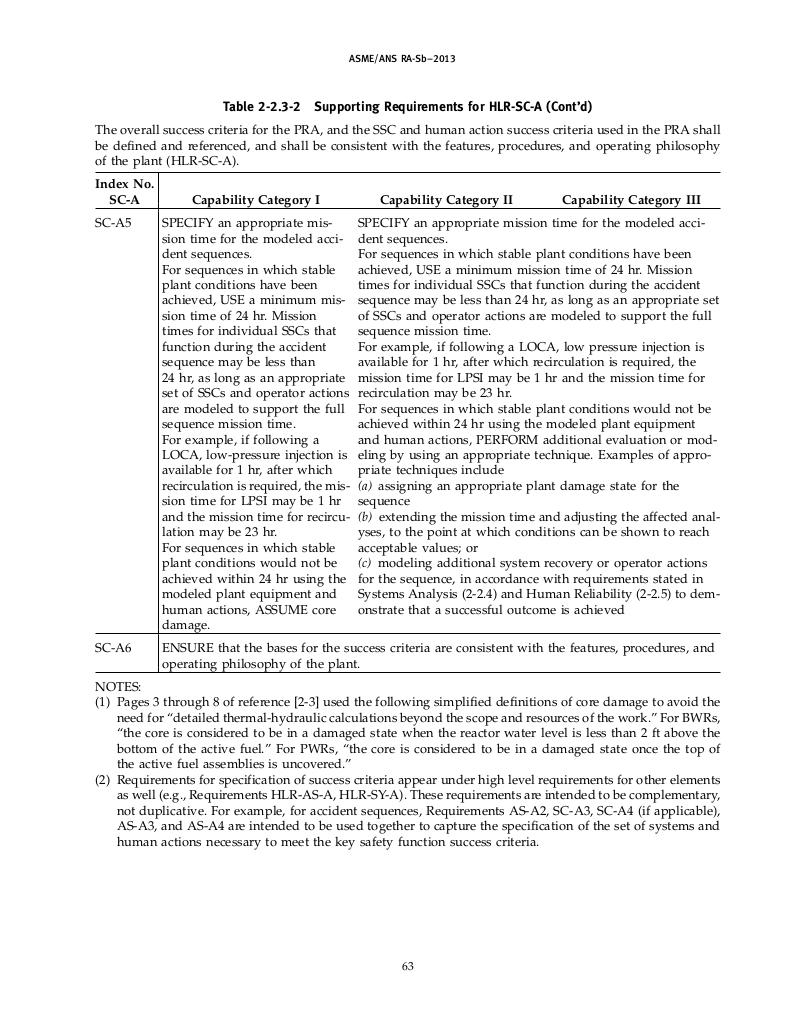 ASME/ANS RA-Sb–2013
Table 2-2.3-2 Supporting Requirements for HLR-SC-A (Cont'd)
The overall success criteria for the PRA, and the SSC and human action success criteria used in the PRA shall
be defined and referenced, and shall be consistent with the features, procedures, and operating philosophy
of the plant (HLR-SC-A).
Index No.
SC-A
Capability Category I
Capability Category II
Capability Category III
SC-A5
SPECIFY an appropriate mis-
sion time for the modeled acci-
dent sequences.
For sequences in which stable
plant conditions have been
achieved, USE a minimum mis-
sion time of 24 hr. Mission
times for individual SSCs that
function during the accident
sequence may be less than
24 hr, as long as an appropriate
set of SSCs and operator actions
are modeled to support the full
sequence mission time.
For example, if following a
LOCA, low-pressure injection is
available for 1 hr, after which
recirculation is required, the mis-
sion time for LPSI may be 1 hr
and the mission time for recircu-
lation may be 23 hr.
For sequences in which stable
plant conditions would not be
achieved within 24 hr using the
modeled plant equipment and
human actions, ASSUME core
damage.
SPECIFY an appropriate mission time for the modeled acci-
dent sequences.
For sequences in which stable plant conditions have been
achieved, USE a minimum mission time of 24 hr. Mission
times for individual SSCs that function during the accident
sequence may be less than 24 hr, as long as an appropriate set
of SSCs and operator actions are modeled to support the full
sequence mission time.
For example, if following a LOCA, low pressure injection is
available for 1 hr, after which recirculation is required, the
mission time for LPSI may be 1 hr and the mission time for
recirculation may be 23 hr.
For sequences in which stable plant conditions would not be
achieved within 24 hr using the modeled plant equipment
and human actions, PERFORM additional evaluation or mod-
eling by using an appropriate technique. Examples of appro-
priate techniques include
(a) assigning an appropriate plant damage state for the
sequence
(b) extending the mission time and adjusting the affected anal-
yses, to the point at which conditions can be shown to reach
acceptable values; or
(c) modeling additional system recovery or operator actions
for the sequence, in accordance with requirements stated in
Systems Analysis (2-2.4) and Human Reliability (2-2.5) to dem-
onstrate that a successful outcome is achieved
SC-A6
ENSURE that the bases for the success criteria are consistent with the features, procedures, and
operating philosophy of the plant.
NOTES:
(1) Pages 3 through 8 of reference [2-3] used the following simplified definitions of core damage to avoid the
need for "detailed thermal-hydraulic calculations beyond the scope and resources of the work." For BWRs,
"the core is considered to be in a damaged state when the reactor water level is less than 2 ft above the
bottom of the active fuel." For PWRs, "the core is considered to be in a damaged state once the top of
the active fuel assemblies is uncovered."
(2) Requirements for specification of success criteria appear under high level requirements for other elements
as well (e.g., Requirements HLR-AS-A, HLR-SY-A). These requirements are intended to be complementary,
not duplicative. For example, for accident sequences, Requirements AS-A2, SC-A3, SC-A4 (if applicable),
AS-A3, and AS-A4 are intended to be used together to capture the specification of the set of systems and
human actions necessary to meet the key safety function success criteria.
63